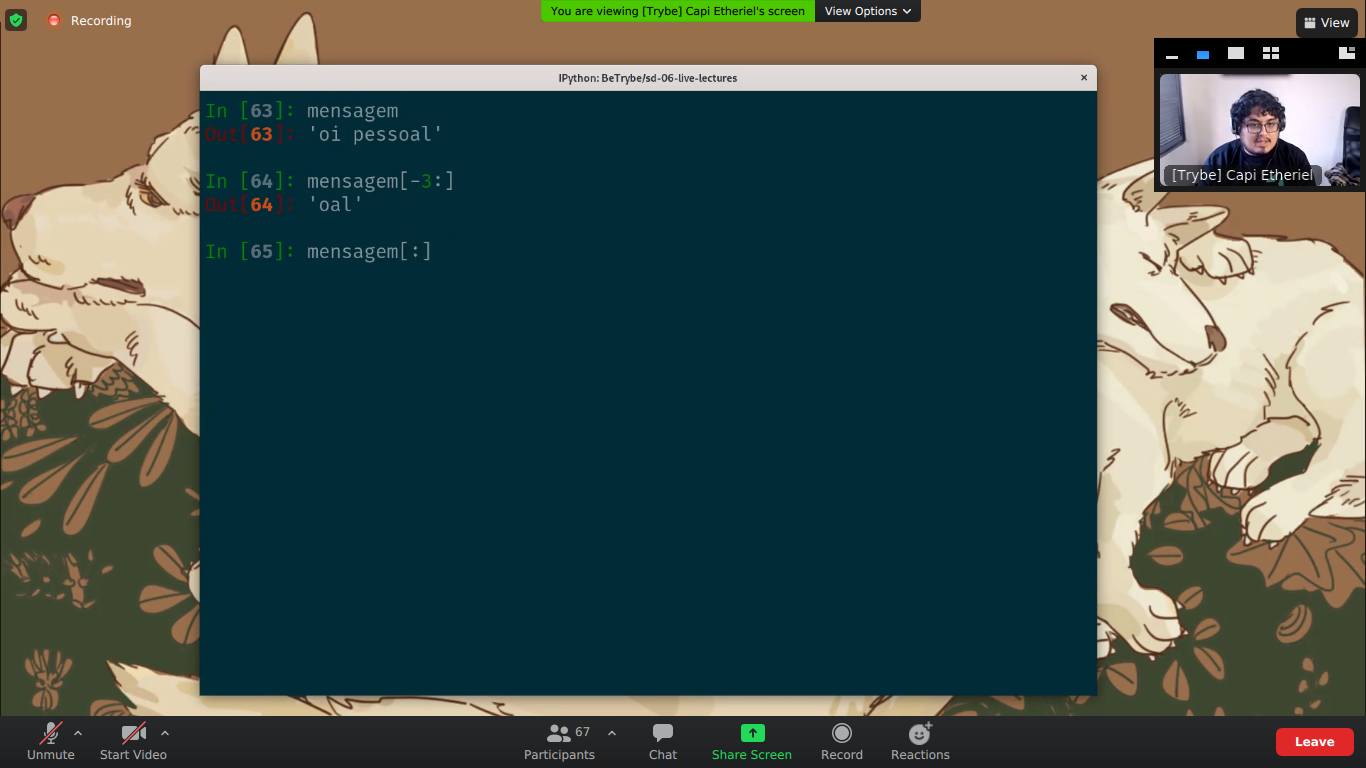 Recording
You are viewing [Trybe] Capi Etheriel's screen
View Options
View
IPython: BeTrybe/sd-06-live-lectures
In [63]: mensagem
Out[63]: 'oi pessoal'
In [64]: mensagem[-3:]
Out[64]: 'oal'
In [65]: mensagem[:]
[Trybe] Capi Etheriel
Unmute
Start Video
Participants
67
Chat
Share Screen
Record
Reactions
Leave